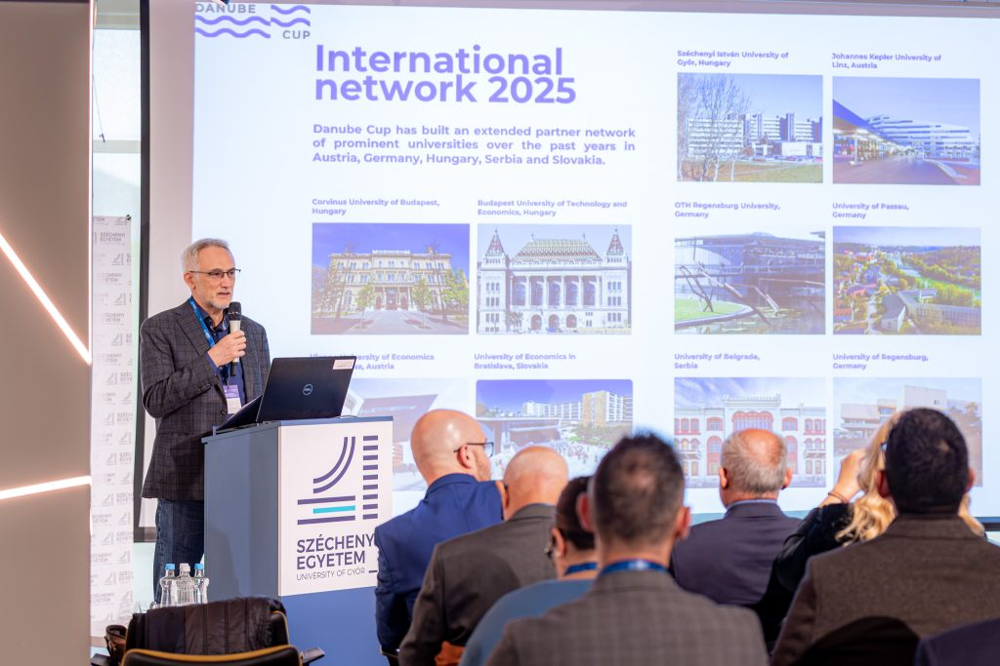 DANUBE
CUP
International
network 2025
Danube Cup has built an extended partner network
of prominent universities over the past years in
Austria, Germany, Hungary, Serbia and Slovakia.
Széchenyi István University of
Győr, Hungary
Johannes Kepler University of
Linz, Austria
Corvinus University of Budapest,
Hungary
Budapest University of Technology and
Economics, Hungary
OTH Regensburg University,
Germany
University of Passau,
Germany
University of Economics
Austria
University of Economics in
Bratislava, Slovakia
University of Belgrade,
Serbia
University of Regensburg,
Germany
SZÉCHENYI
EGYETEM
DELL
SZÉCHENY
EGYETEM
UNIVERSITY OF GYŐR